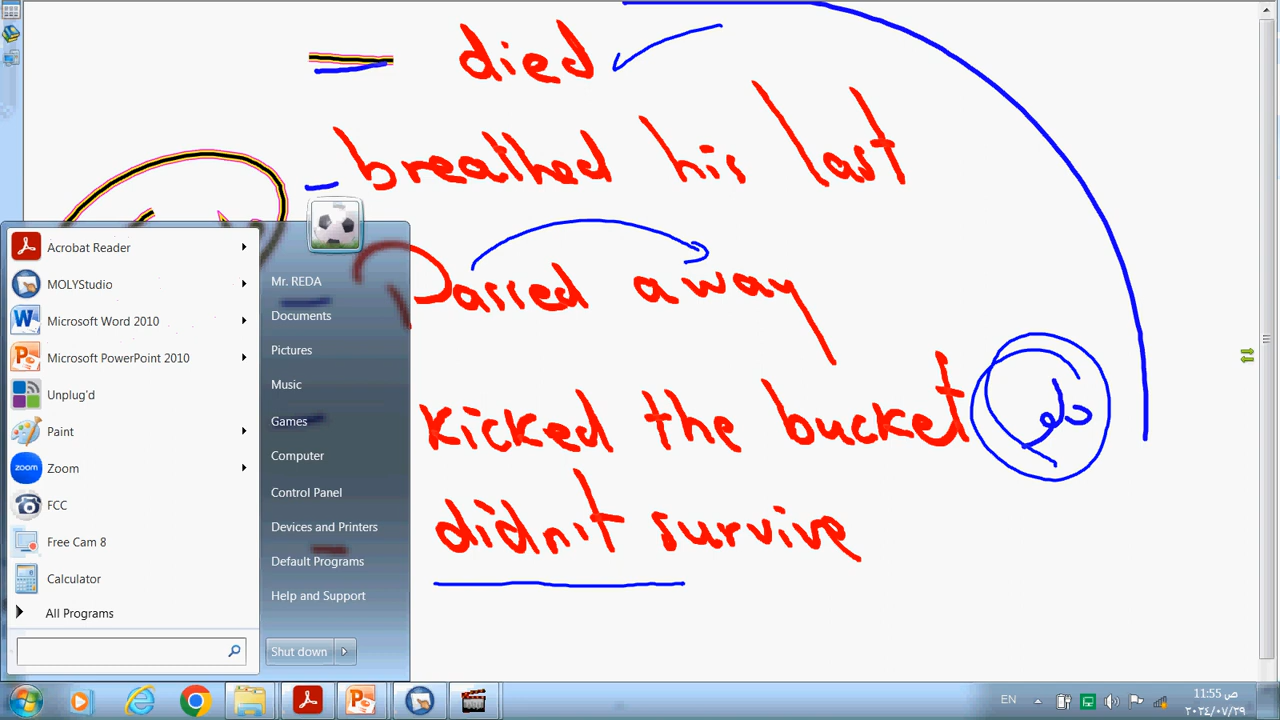 died
breathed his last
Passed away
kicked the bucket
didn't survive
Acrobat Reader
MOLYStudio
Microsoft Word 2010
Microsoft PowerPoint 2010
Unplug'd
Paint
Zoom
zoom
FCC
Free Cam 8
Calculator
All Programs
Mr. REDA
Documents
Pictures
Music
Games
Computer
Control Panel
Devices and Printers
Default Programs
Help and Support
Shut down
EN
11:55 ص
٢٠٢٤/٠٧/٢٩